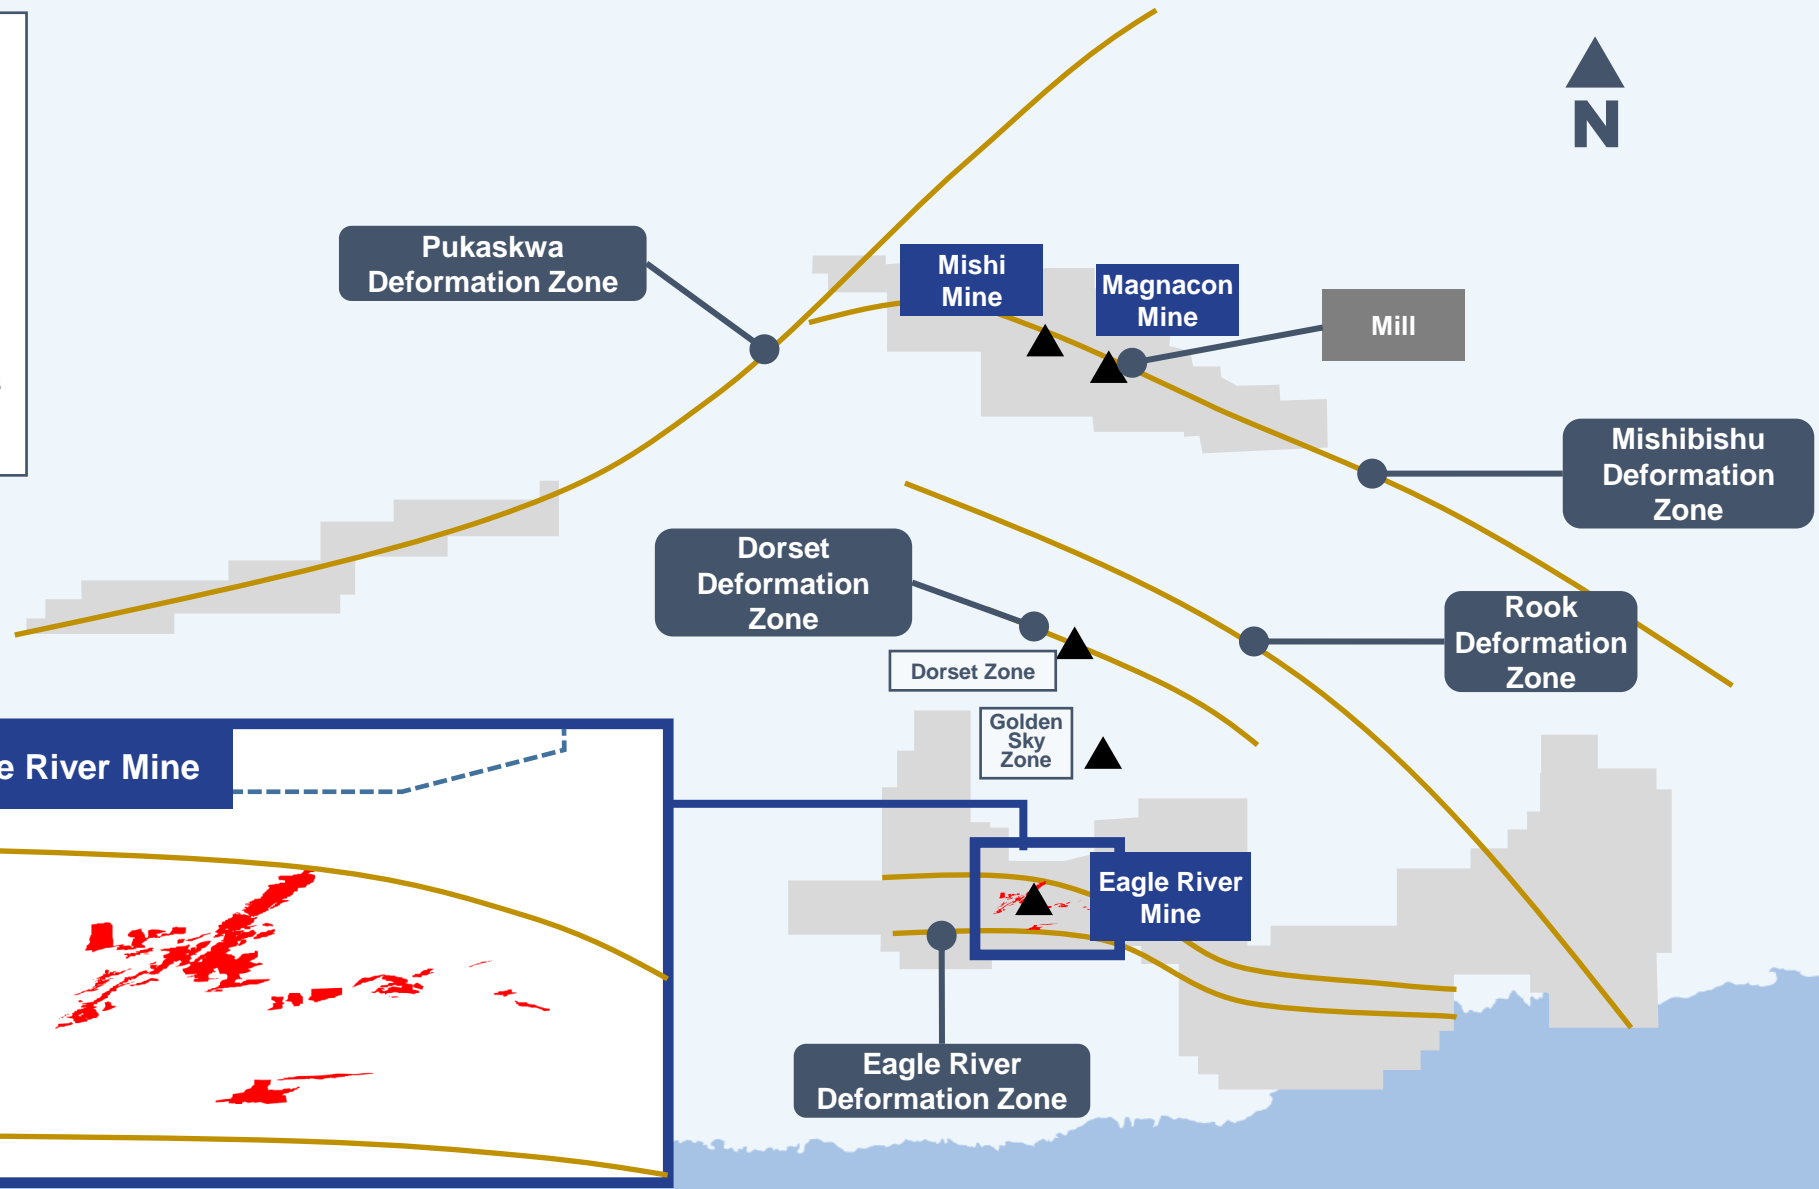 N
Pukaskwa
Deformation Zone
Mishi
Mine
Magnacon
Mine
Mill
Mishibishu
Deformation
Zone
Dorset
Deformation
Zone
Rook
Deformation
Zone
Dorset Zone
Golden
Sky
Zone
e River Mine
Eagle River
Mine
Eagle River
Deformation Zone